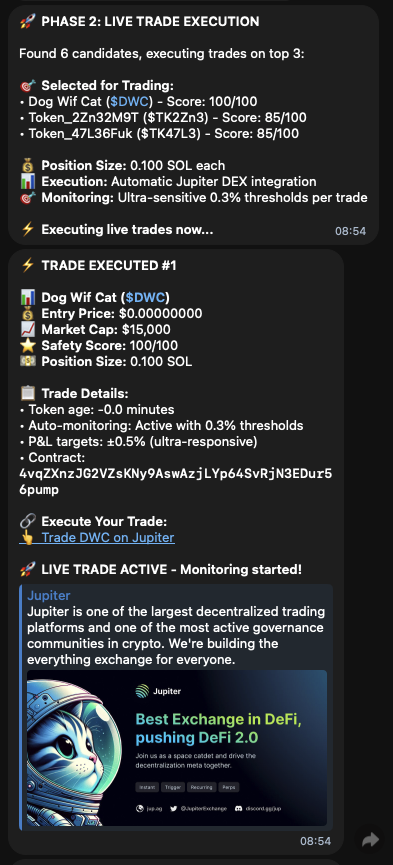 🚀 PHASE 2: LIVE TRADE EXECUTION
Found 6 candidates, executing trades on top 3:
🎯 Selected for Trading:
• Dog Wif Cat ($DWC) - Score: 100/100
• Token_2Zn32M9T ($TK2Zn3) - Score: 85/100
• Token_47L36Fuk ($TK47L3) - Score: 85/100
💰 Position Size: 0.100 SOL each
📊 Execution: Automatic Jupiter DEX integration
🎯 Monitoring: Ultra-sensitive 0.3% thresholds per trade
⚡ Executing live trades now...
08:54
⚡ TRADE EXECUTED #1
📊 Dog Wif Cat ($DWC)
💰 Entry Price: $0.00000000
📈 Market Cap: $15,000
⭐ Safety Score: 100/100
💵 Position Size: 0.100 SOL
📋 Trade Details:
• Token age: -0.0 minutes
• Auto-monitoring: Active with 0.3% thresholds
• P&L targets: ±0.5% (ultra-responsive)
• Contract:
4vqZXnzJG2VZsKNy9AswAzjLYp64SvRjN3EDur5
6pump
🔗 Execute Your Trade:
👆 Trade DWC on Jupiter
🚀 LIVE TRADE ACTIVE - Monitoring started!
Jupiter
Jupiter is one of the largest decentralized trading
platforms and one of the most active governance
communities in crypto. We're building the
everything exchange for everyone.
Jupiter
Best Exchange in DeFi,
pushing DeFi 2.0
Join us as a space catdet and drive the
decentralization meta together.
Instant Trigger Recurring Perps
jup.ag @JupiterExchange discord.gg/jup
08:54